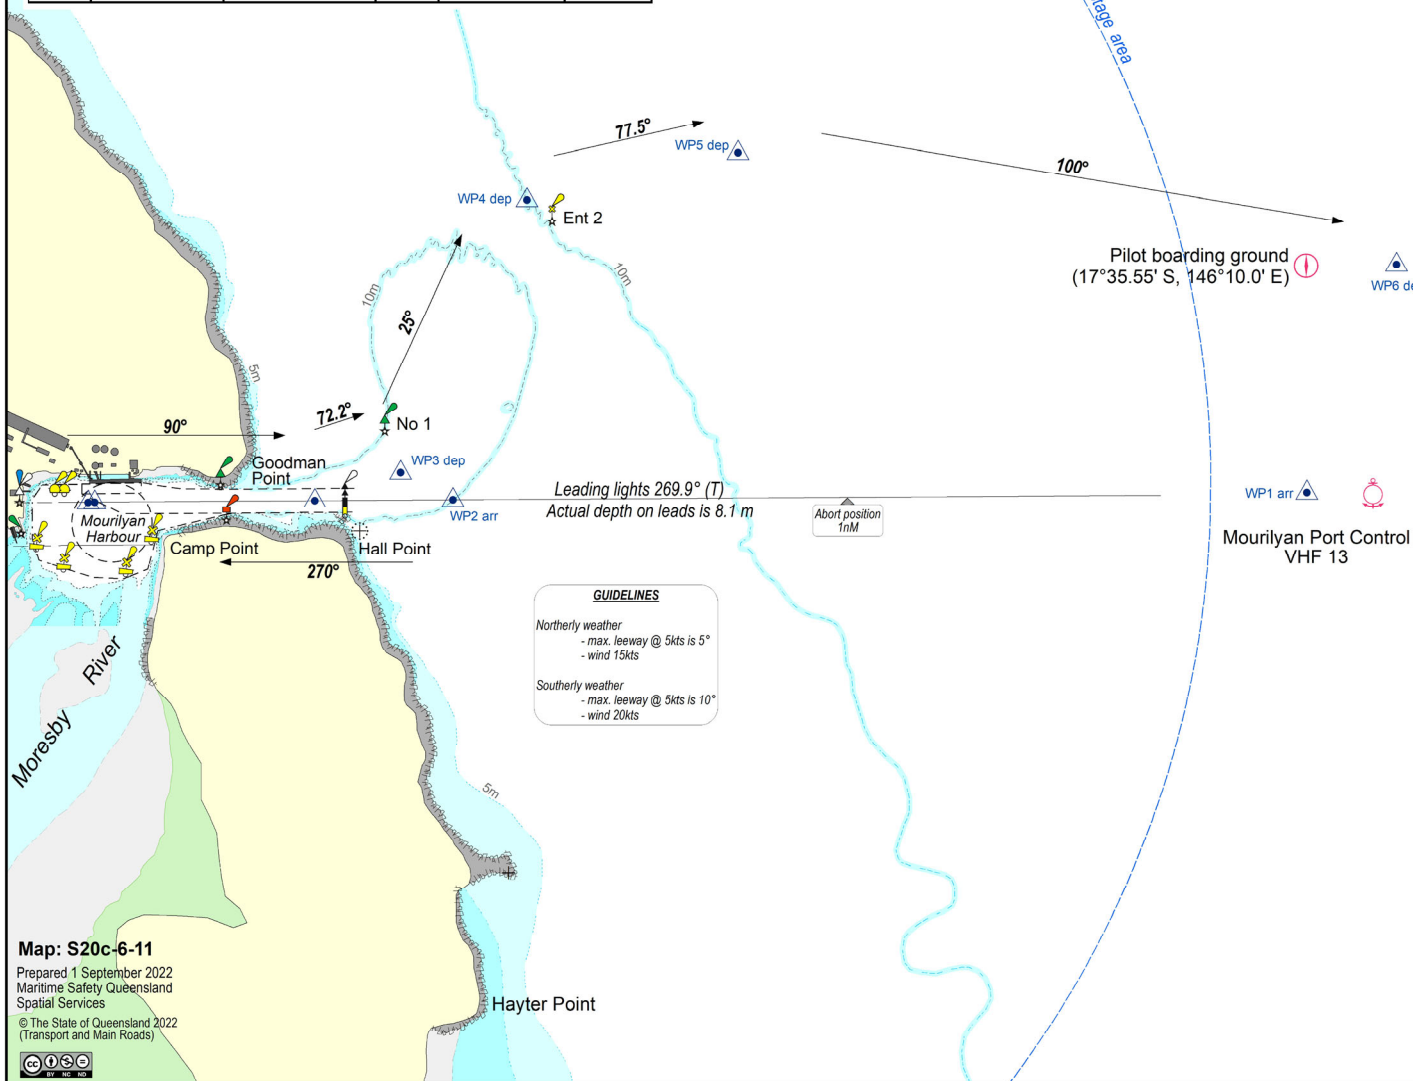 tage area
77.5°
WP5 dep
100°
WP4 dep
Ent 2
10m
Pilot boarding ground
(17°35.55' S, 146°10.0' E)
WP6 de
10m
25°
5m
72.2°
No 1
90°
Goodman
Point
WP3 dep
Leading lights 269.9° (T)
Actual depth on leads is 8.1 m
WP2 arr
Abort position
1nM
WP1 arr
Mourilyan
Harbour
Camp Point
Hall Point
270°
Mourilyan Port Control
VHF 13
GUIDELINES
Northerly weather
- max. leeway @ 5kts is 5°
- wind 15kts
Southerly weather
- max. leeway @ 5kts is 10°
- wind 20kts
Moresby River
5m
Map: S20c-6-11
Prepared 1 September 2022
Maritime Safety Queensland
Spatial Services
© The State of Queensland 2022
(Transport and Main Roads)
Hayter Point
cc
BY NC ND